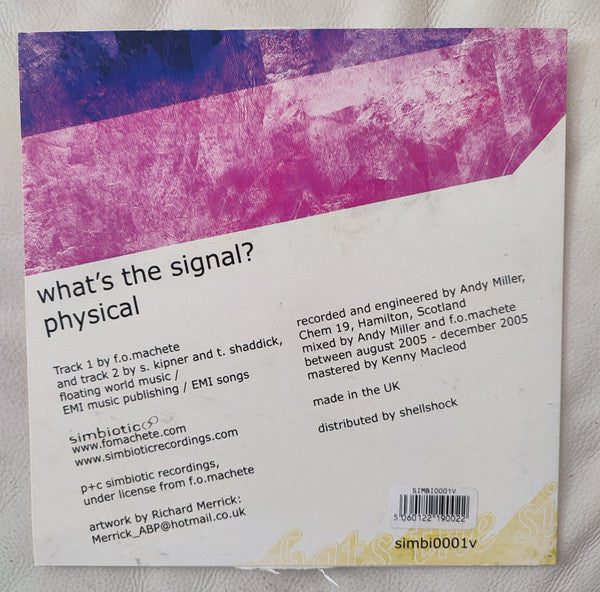 what's the signal?
physical
Track 1 by f.o.machete
and track 2 by s. kipner and t. shaddick,
floating world music /
EMI music publishing / EMI songs
simbiotic
www.fomachete.com
www.simbioticrecordings.com
p+c simbiotic recordings,
under license from f.o.machete
artwork by Richard Merrick:
Merrick_ABP@hotmail.co.uk
recorded and engineered by Andy Miller,
Chem 19, Hamilton, Scotland
mixed by Andy Miller and f.o.machete
between august 2005 - december 2005
mastered by Kenny Macleod
made in the UK
distributed by shellshock
SIMBI0001V
5 060122 190022
simbi0001v
whats the si